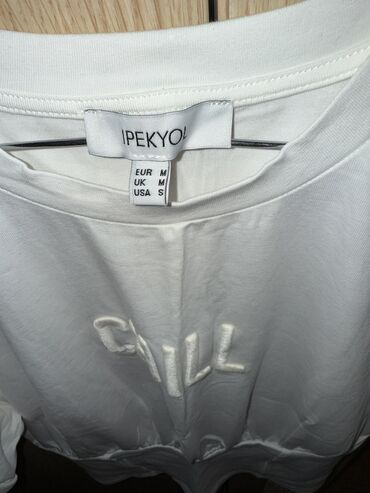 IPEKYOL
EUR M
UK M
USA S
CHILL